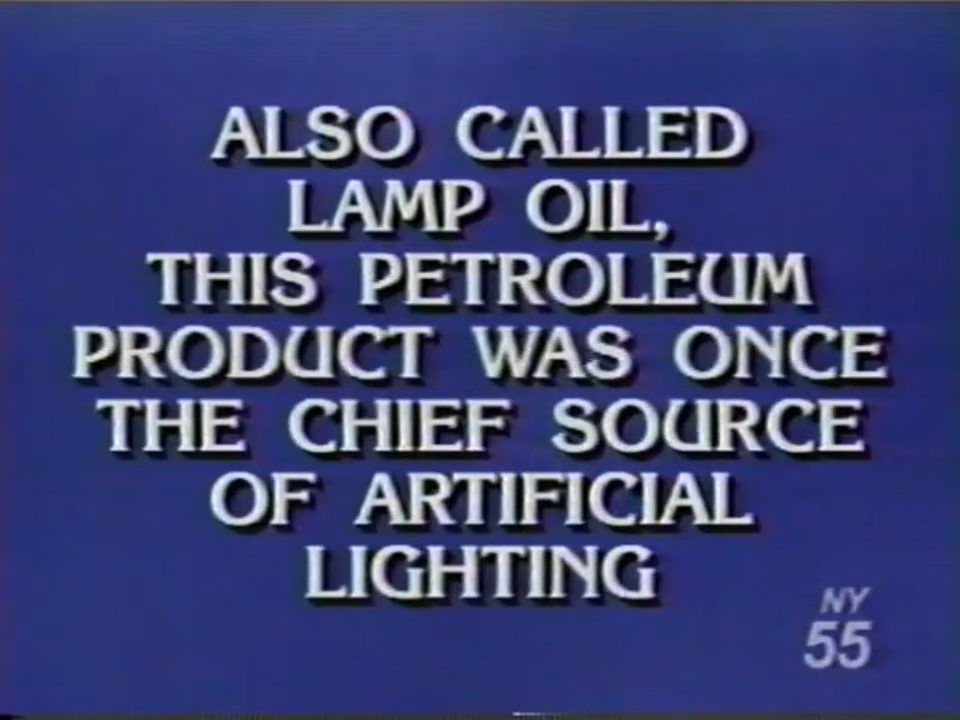 ALSO CALLED
LAMP OIL,
THIS PETROLEUM
PRODUCT WAS ONCE
THE CHIEF SOURCE
OF ARTIFICIAL
LIGHTING
NY
55